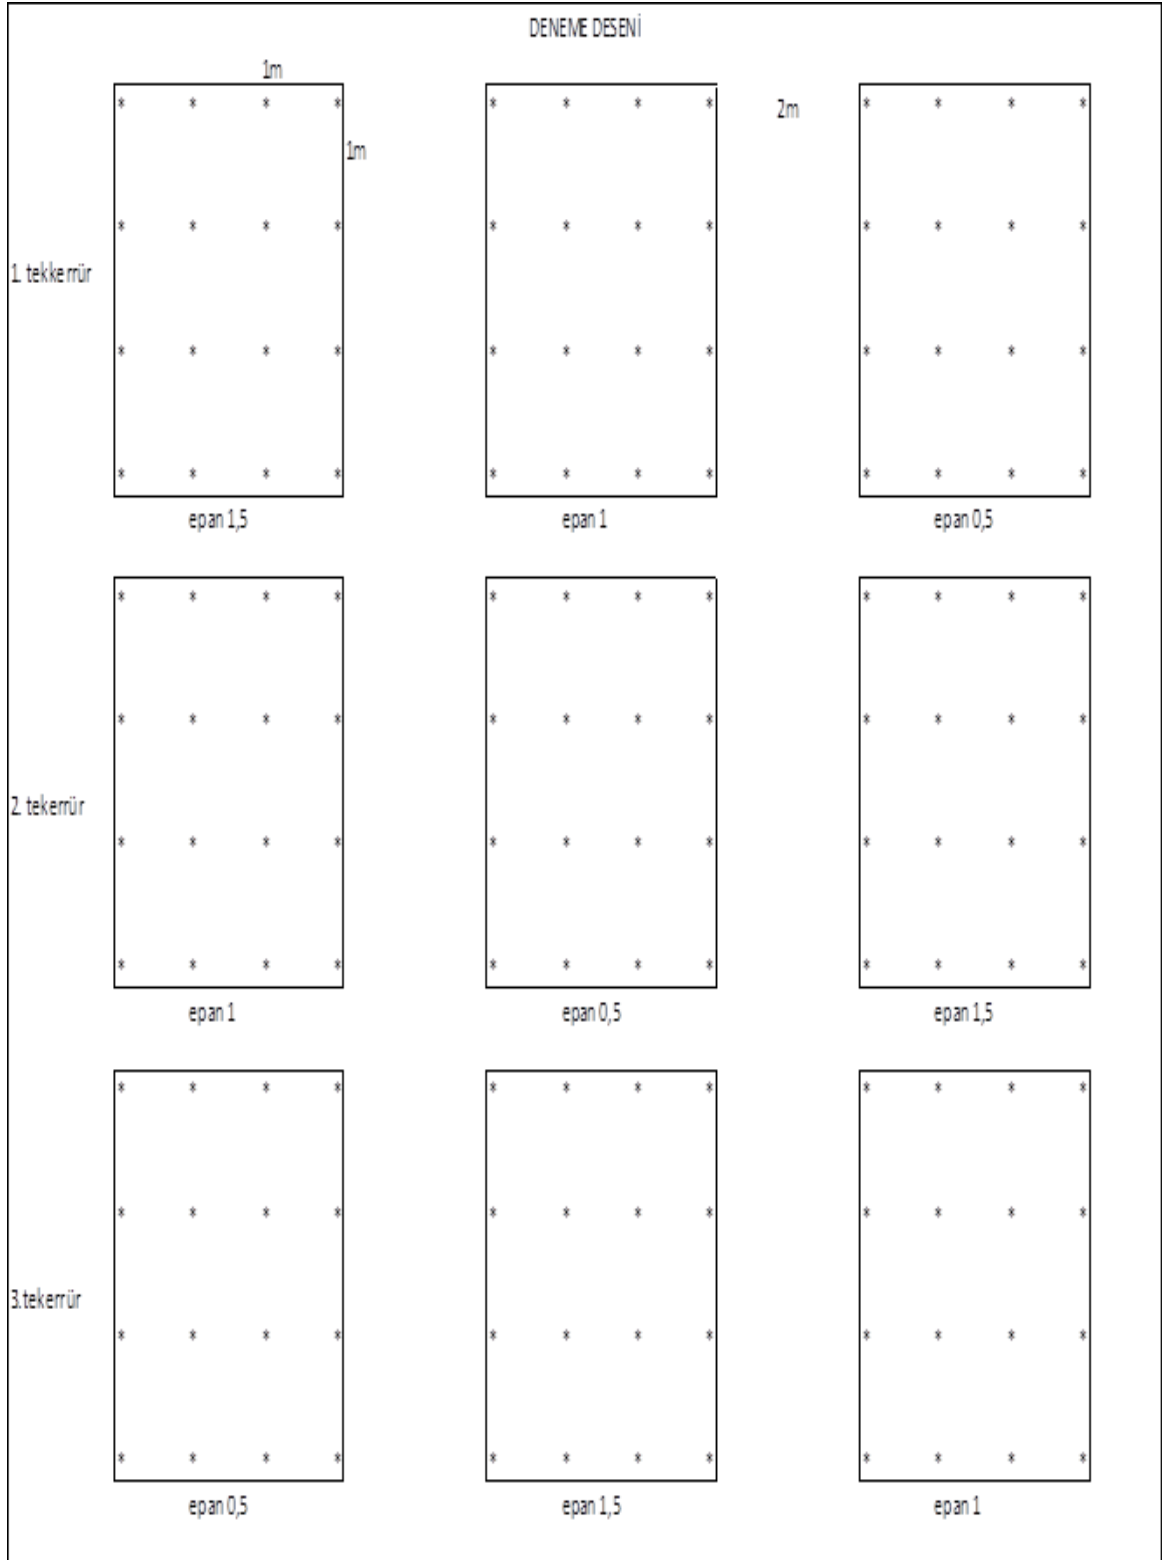 DENEME DESENİ
1m
2m
1m
* * * * * * * * * * * *
* * * * * * * * * * * *
1. tekkerrür
* * * * * * * * * * * *
* * * * * * * * * * * *
epan 1,5 epan 1 epan 0,5
* * * * * * * * * * * *
* * * * * * * * * * * *
2. tekerrür
* * * * * * * * * * * *
* * * * * * * * * * * *
epan 1 epan 0,5 epan 1,5
* * * * * * * * * * * *
* * * * * * * * * * * *
3.tekerrür
* * * * * * * * * * * *
* * * * * * * * * * * *
epan 0,5 epan 1,5 epan 1